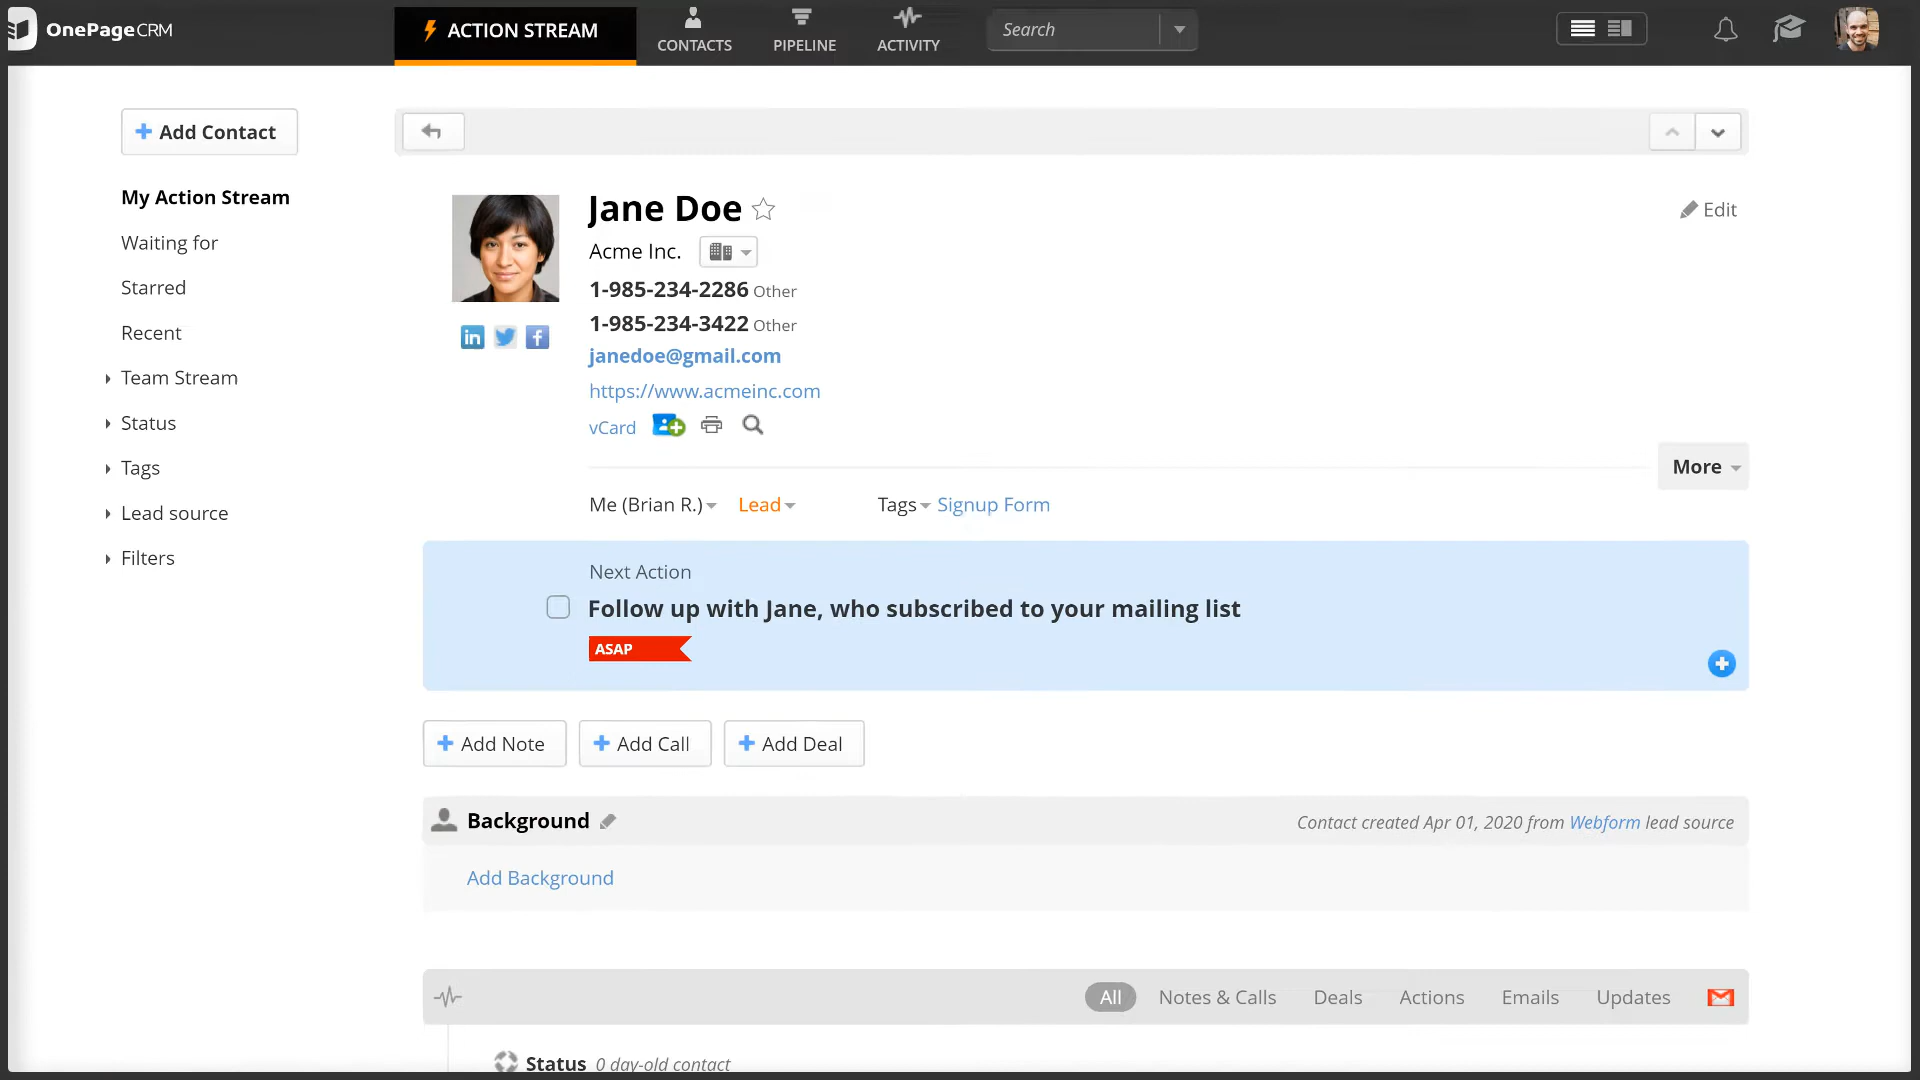 OnePageCRM
ACTION STREAM
CONTACTS
PIPELINE
ACTIVITY
Search
Add Contact
My Action Stream
Waiting for
Starred
Recent
Team Stream
Status
Tags
Lead source
Filters
Jane Doe
Edit
Acme Inc.
1-985-234-2286 Other
1-985-234-3422 Other
janedoe@gmail.com
https://www.acmeinc.com
vCard
More
Me (Brian R.) Lead Tags Signup Form
Next Action
Follow up with Jane, who subscribed to your mailing list
ASAP
Add Note
Add Call
Add Deal
Background
Contact created Apr 01, 2020 from Webform lead source
Add Background
All Notes & Calls Deals Actions Emails Updates
Status 0 day-old contact